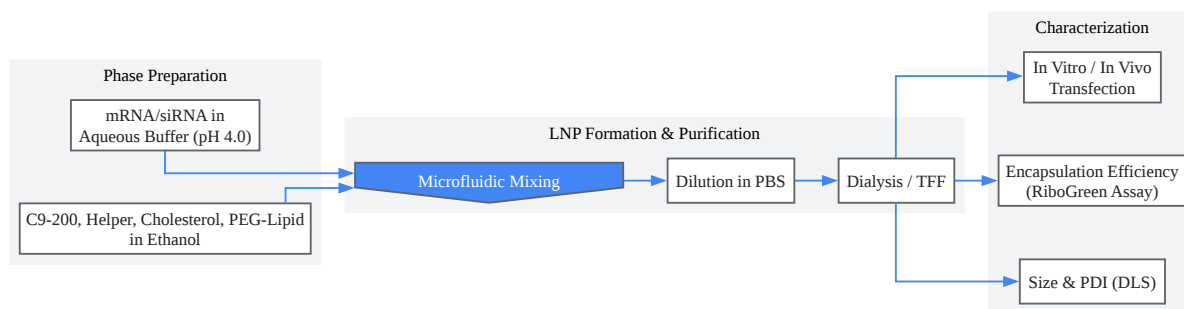 Phase Preparation
mRNA/siRNA in
Aqueous Buffer (pH 4.0)
C9-200, Helper, Cholesterol, PEG-Lipid
in Ethanol
LNP Formation & Purification
Microfluidic Mixing
Dilution in PBS
Dialysis / TFF
Characterization
In Vitro / In Vivo
Transfection
Encapsulation Efficiency
(RiboGreen Assay)
Size & PDI (DLS)